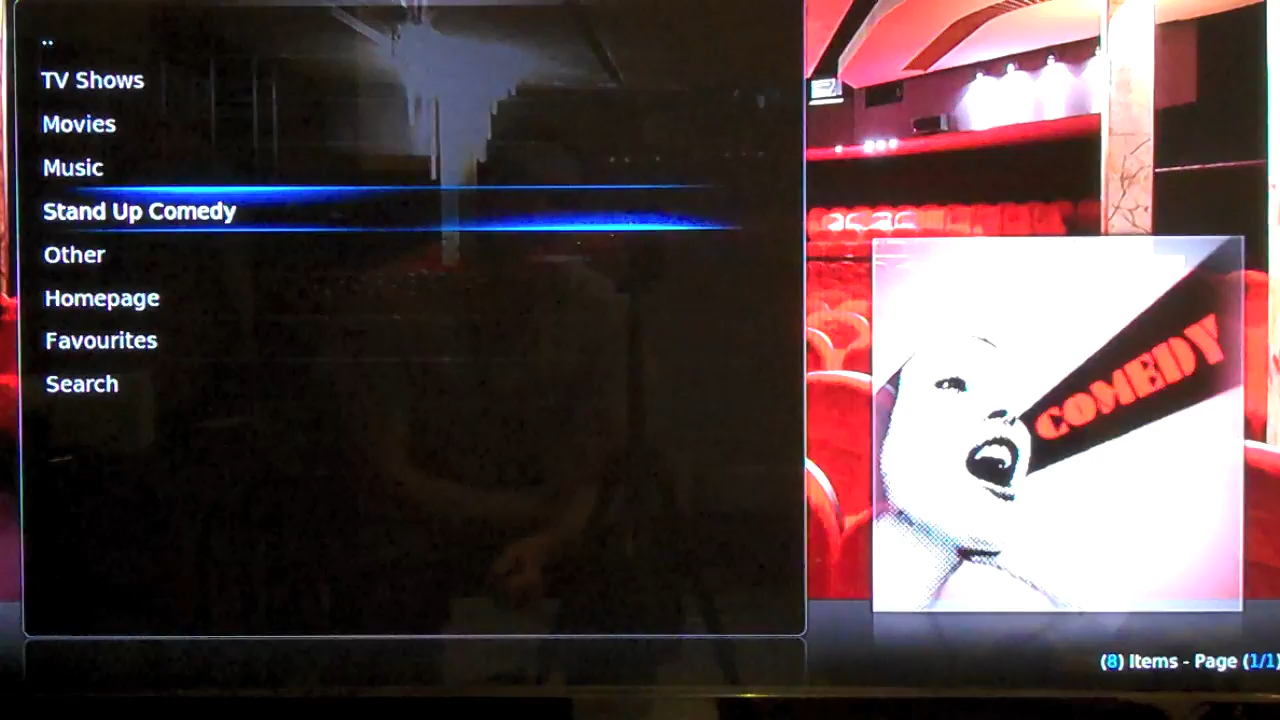 ..
TV Shows
Movies
Music
Stand Up Comedy
Other
Homepage
Favourites
Search
COMEDY
(8) Items - Page (1/1)